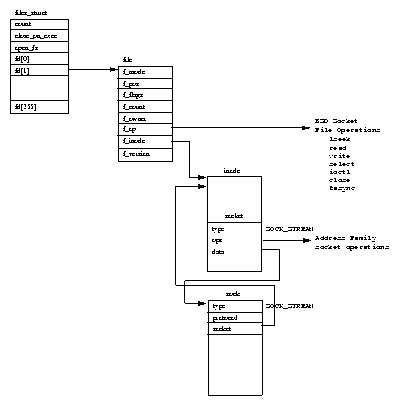 files_struct
count
close_on_exec
open_fs
fd[0]
fd[1]
fd[255]
file
f_mode
f_pos
f_flags
f_count
f_owner
f_op
f_inode
f_version
BSD Socket
File Operations
lseek
read
write
select
ioctl
close
fasync
inode
socket
type
SOCK_STREAM
ops
data
Address Family
socket operations
sock
type
SOCK_STREAM
protocol
socket